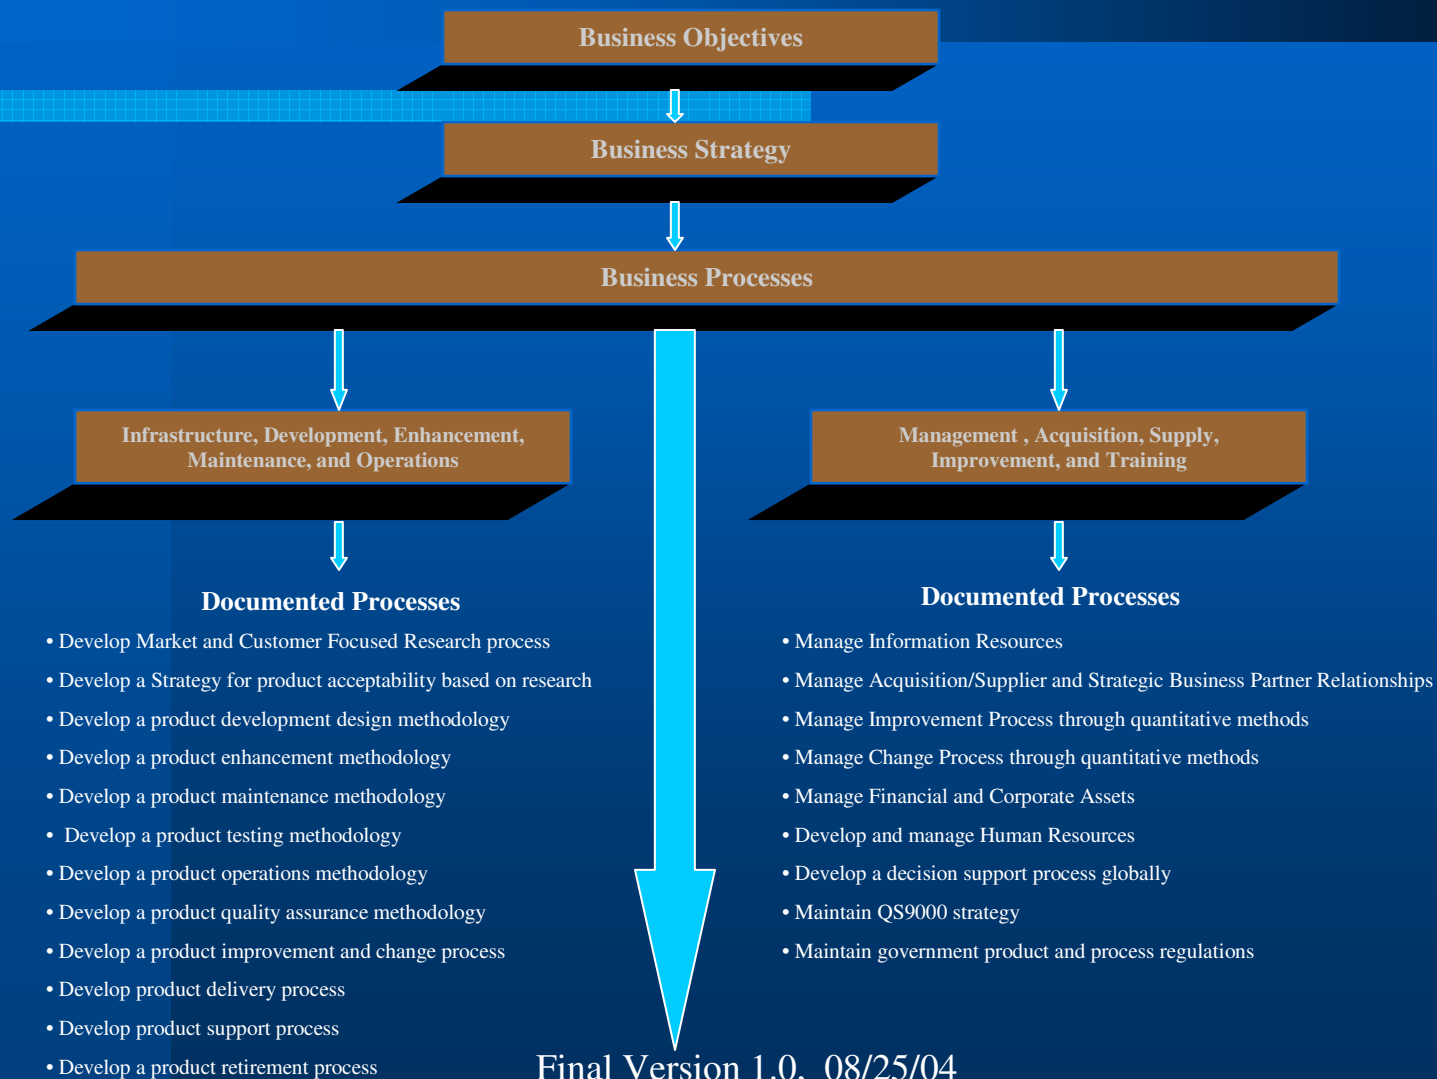 Business Objectives
Business Strategy
Business Processes
Infrastructure, Development, Enhancement,
Maintenance, and Operations
Management , Acquisition, Supply,
Improvement, and Training
Documented Processes
• Develop Market and Customer Focused Research process
• Develop a Strategy for product acceptability based on research
• Develop a product development design methodology
• Develop a product enhancement methodology
• Develop a product maintenance methodology
• Develop a product testing methodology
• Develop a product operations methodology
• Develop a product quality assurance methodology
• Develop a product improvement and change process
• Develop product delivery process
• Develop product support process
• Develop a product retirement process
Documented Processes
• Manage Information Resources
• Manage Acquisition/Supplier and Strategic Business Partner Relationships
• Manage Improvement Process through quantitative methods
• Manage Change Process through quantitative methods
• Manage Financial and Corporate Assets
• Develop and manage Human Resources
• Develop a decision support process globally
• Maintain QS9000 strategy
• Maintain government product and process regulations
Final Version 1.0, 08/25/04